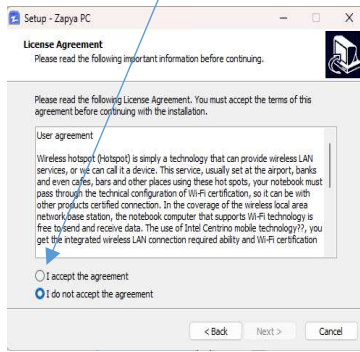 Setup - Zapya PC
License Agreement
Please read the following important information before continuing.
Please read the following License Agreement. You must accept the terms of this
agreement before continuing with the installation.
User agreement
Wireless hotspot (Hotspot) is simply a technology that can provide wireless LAN
services, or we can call it a device. This service, usually set at the airport, banks
and even cafes, bars and other places using these hot spots, your notebook must
pass through the technical configuration of Wi-Fi certification, so it can be with
other products certified connection. In the coverage of the wireless local area
network base station, the notebook computer that supports Wi-Fi technology is
free to send and receive data. The use of Intel Centrino mobile technology??, you
get the integrated wireless LAN connection required ability and Wi-Fi certification
I accept the agreement
I do not accept the agreement
< Back Next > Cancel